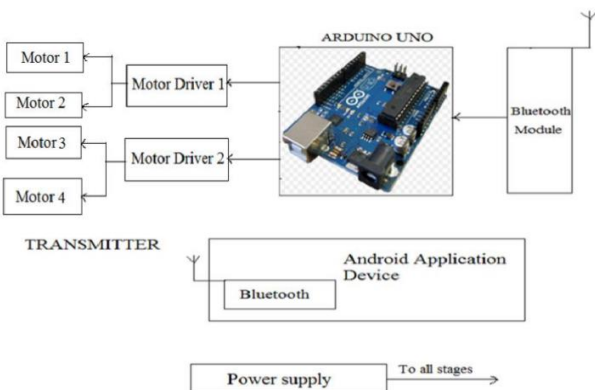 ARDUINO UNO
Motor 1
Motor 2
Motor 3
Motor 4
Motor Driver 1
Motor Driver 2
Bluetooth
Module
TRANSMITTER
Android Application
Device
Bluetooth
Power supply
To all stages